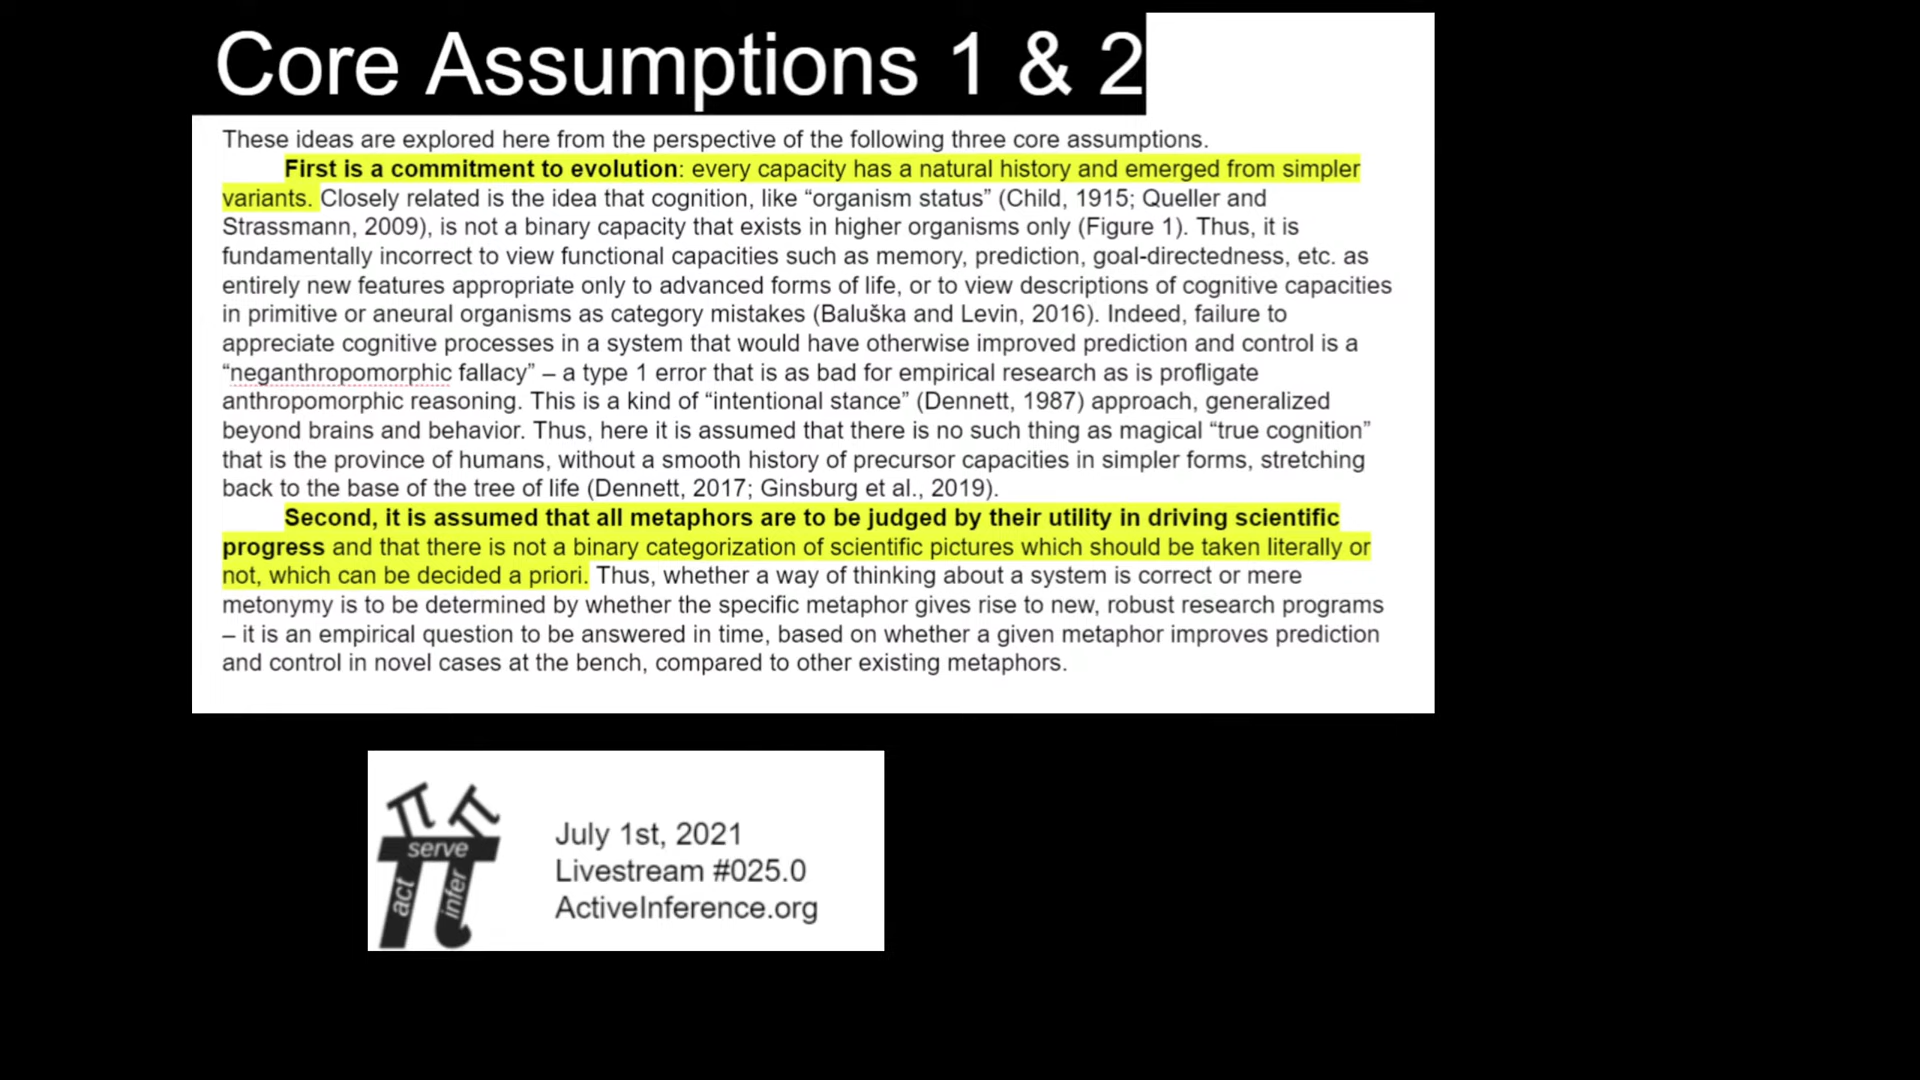 Core Assumptions 1 & 2
These ideas are explored here from the perspective of the following three core assumptions.
First is a commitment to evolution: every capacity has a natural history and emerged from simpler
variants. Closely related is the idea that cognition, like “organism status” (Child, 1915; Queller and
Strassmann, 2009), is not a binary capacity that exists in higher organisms only (Figure 1). Thus, it is
fundamentally incorrect to view functional capacities such as memory, prediction, goal-directedness, etc. as
entirely new features appropriate only to advanced forms of life, or to view descriptions of cognitive capacities
in primitive or aneural organisms as category mistakes (Baluška and Levin, 2016). Indeed, failure to
appreciate cognitive processes in a system that would have otherwise improved prediction and control is a
“neganthropomorphic fallacy” – a type 1 error that is as bad for empirical research as is profligate
anthropomorphic reasoning. This is a kind of “intentional stance” (Dennett, 1987) approach, generalized
beyond brains and behavior. Thus, here it is assumed that there is no such thing as magical “true cognition”
that is the province of humans, without a smooth history of precursor capacities in simpler forms, stretching
back to the base of the tree of life (Dennett, 2017; Ginsburg et al., 2019).
Second, it is assumed that all metaphors are to be judged by their utility in driving scientific
progress and that there is not a binary categorization of scientific pictures which should be taken literally or
not, which can be decided a priori. Thus, whether a way of thinking about a system is correct or mere
metonymy is to be determined by whether the specific metaphor gives rise to new, robust research programs
– it is an empirical question to be answered in time, based on whether a given metaphor improves prediction
and control in novel cases at the bench, compared to other existing metaphors.
serve
act
infer
July 1st, 2021
Livestream #025.0
ActiveInference.org